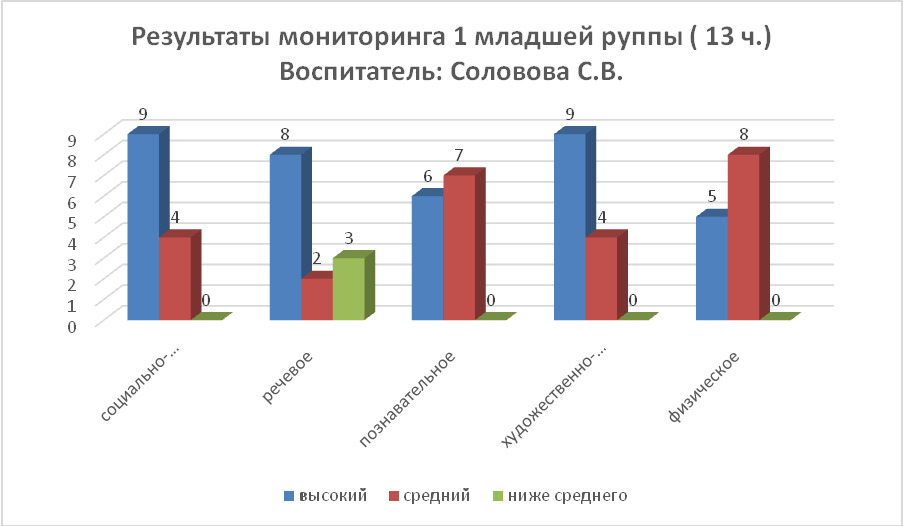 Результаты мониторинга 1 младшей руппы ( 13 ч.)
Воспитатель: Соловова С.В.
9
8
7
6
5
4
3
2
1
0
9
4
0
8
2
3
6
7
0
9
4
0
5
8
0
социально-...
речевое
познавательное
художественно-...
физическое
высокий
средний
ниже среднего